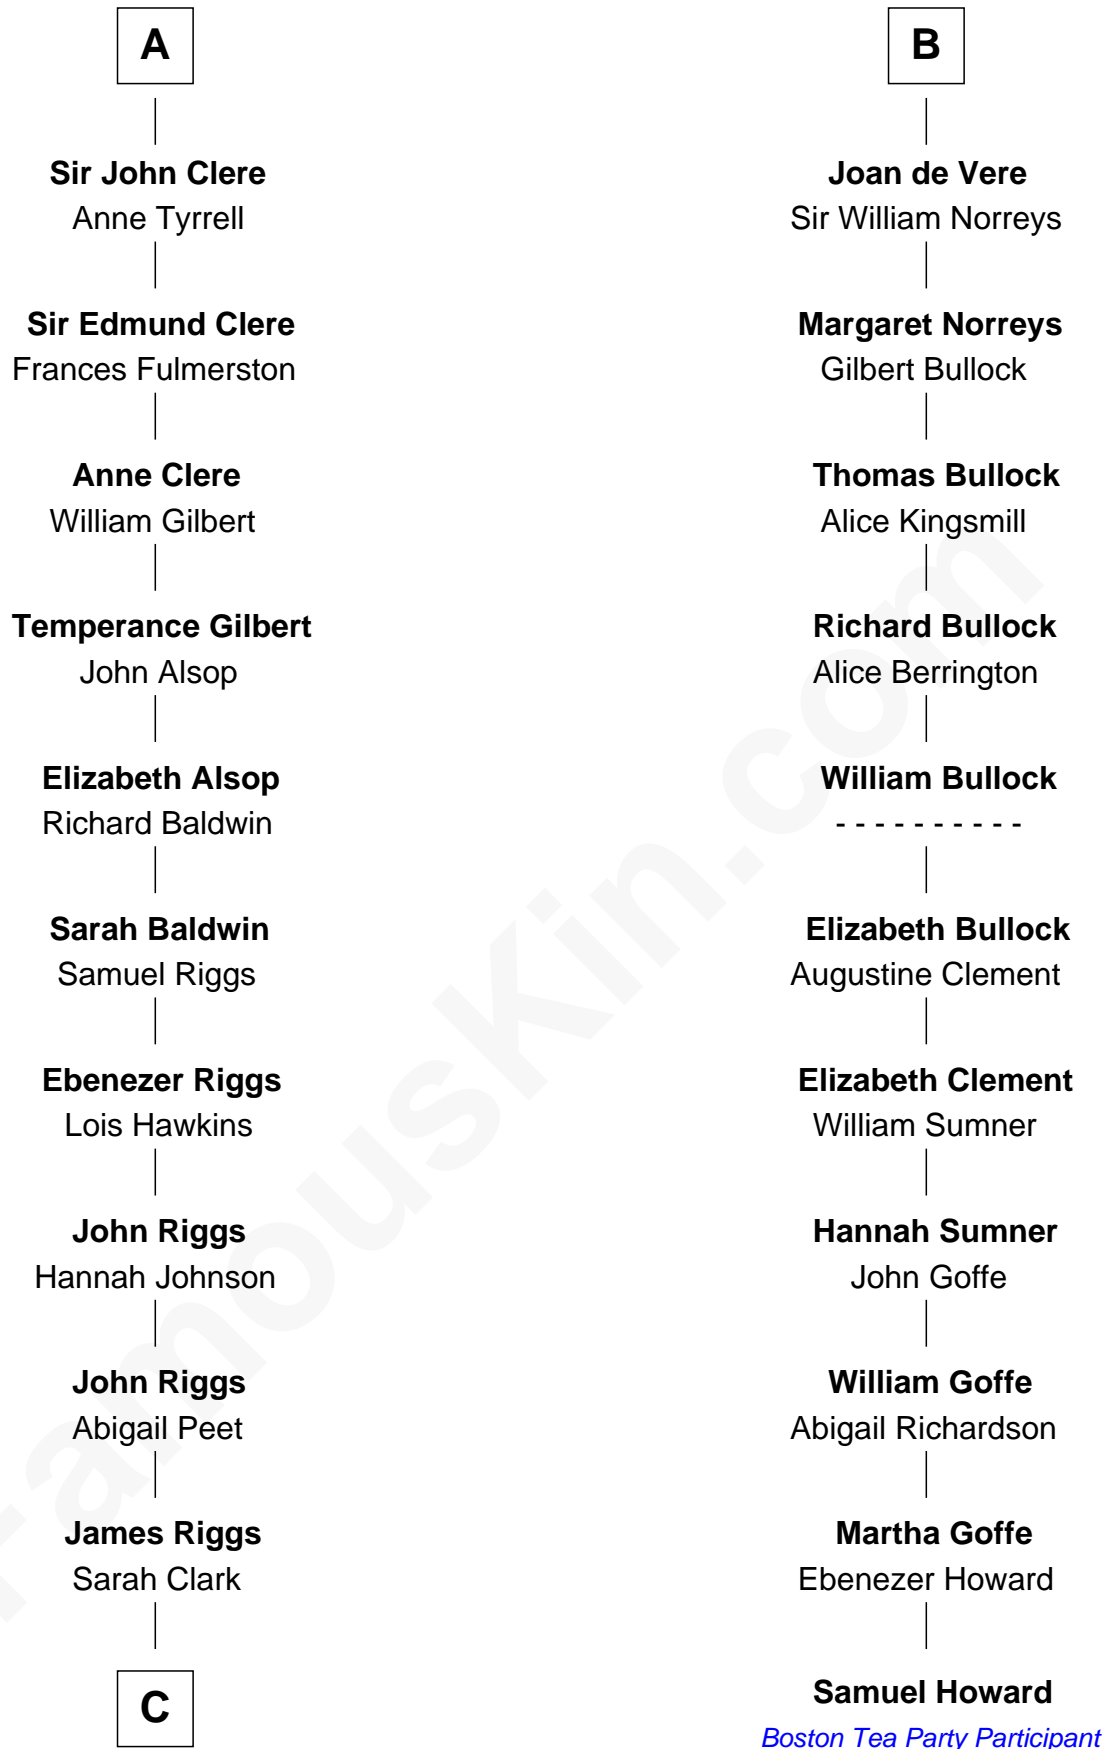 A
Sir John Clere
Anne Tyrrell
Sir Edmund Clere
Frances Fulmerston
Anne Clere
William Gilbert
Temperance Gilbert
John Alsop
Elizabeth Alsop
Richard Baldwin
Sarah Baldwin
Samuel Riggs
Ebenezer Riggs
Lois Hawkins
John Riggs
Hannah Johnson
John Riggs
Abigail Peet
James Riggs
Sarah Clark
C
B
Joan de Vere
Sir William Norreys
Margaret Norreys
Gilbert Bullock
Thomas Bullock
Alice Kingsmill
Richard Bullock
Alice Berrington
William Bullock
- - - - - - - - - -
Elizabeth Bullock
Augustine Clement
Elizabeth Clement
William Sumner
Hannah Sumner
John Goffe
William Goffe
Abigail Richardson
Martha Goffe
Ebenezer Howard
Samuel Howard
Boston Tea Party Participant
FamousKin.com